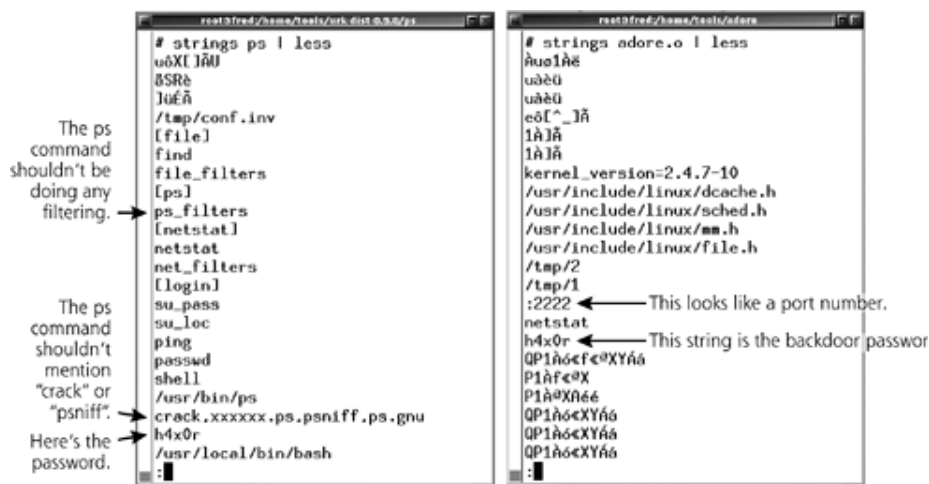 root@fred:/home/tools/urk-dist-0.9.8/ps
# strings ps | less
uôX[]ÃU
]üÉÃ
/tmp/conf.inv
[file]
find
file_filters
[ps]
ps_filters
[netstat]
netstat
net_filters
[login]
su_pass
su_loc
ping
passwd
shell
/usr/bin/ps
crack.xxxxxx.ps.psniff.ps.gnu
h4x0r
/usr/local/bin/bash
:
The ps
command
shouldn't be
doing any
filtering.
The ps
command
shouldn't
mention
"crack" or
"psniff".
Here's the
password.
root@fred:/home/tools/adore
# strings adore.o | less
Àuø1Àë
uàèü
uàèü
eô[^_]Ã
1À]Ã
1À]Ã
kernel_version=2.4.7-10
/usr/include/linux/dcache.h
/usr/include/linux/sched.h
/usr/include/linux/mm.h
/usr/include/linux/file.h
/tmp/2
/tmp/1
:2222
netstat
h4x0r
:
This looks like a port number.
This string is the backdoor passwor